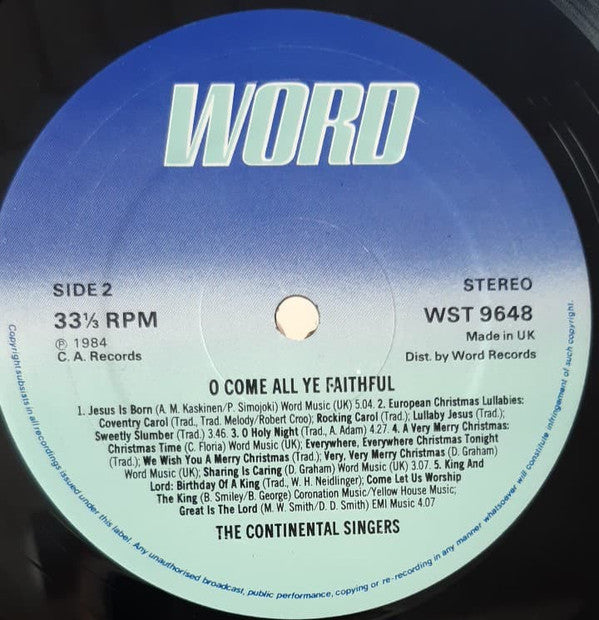 WORD
SIDE 2
STEREO
33⅓ RPM
WST 9648
℗ 1984
Made in UK
C. A. Records
Dist. by Word Records
O COME ALL YE FAITHFUL
1. Jesus Is Born (A. M. Kaskinen/P. Simojoki) Word Music (UK) 5.04. 2. European Christmas Lullabies:
Coventry Carol (Trad., Trad. Melody/Robert Croo); Rocking Carol (Trad.); Lullaby Jesus (Trad.);
Sweetly Slumber (Trad.) 3.46. 3. O Holy Night (Trad., A. Adam) 4.27. 4. A Very Merry Christmas:
Christmas Time (C. Floria) Word Music (UK); Everywhere, Everywhere Christmas Tonight
(Trad.); We Wish You A Merry Christmas (Trad.); Very, Very Merry Christmas (D. Graham)
Word Music (UK); Sharing Is Caring (D. Graham) Word Music (UK) 3.07. 5. King And
Lord: Birthday Of A King (Trad., W. H. Neidlinger); Come Let Us Worship
The King (B. Smiley/B. George) Coronation Music/Yellow House Music;
Great Is The Lord (M. W. Smith/D. D. Smith) EMI Music 4.07
THE CONTINENTAL SINGERS
Copyright subsists in all recordings issued under this label. Any unauthorised broadcast, public performance, copying or re-recording in any manner whatsoever will constitute infringement of such copyright.